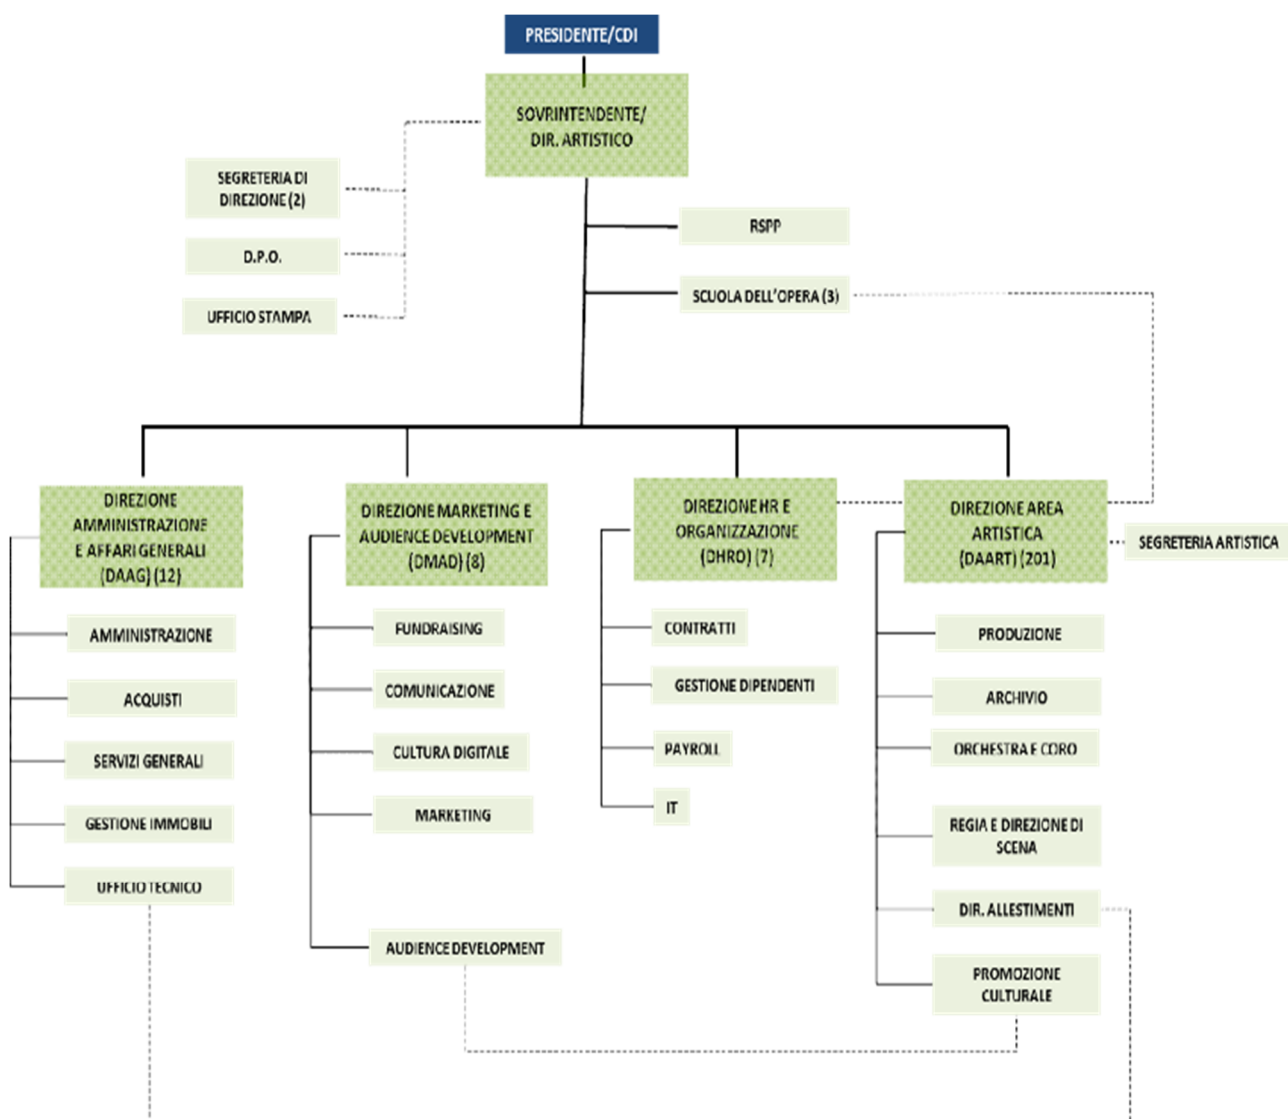 PRESIDENTE/CDI
SOVRINTENDENTE/
DIR. ARTISTICO
SEGRETERIA DI
DIREZIONE (2)
D.P.O.
UFFICIO STAMPA
RSPP
SCUOLA DELL'OPERA (3)
DIREZIONE
AMMINISTRAZIONE
E AFFARI GENERALI
(DAAG) (12)
AMMINISTRAZIONE
ACQUISTI
SERVIZI GENERALI
GESTIONE IMMOBILI
UFFICIO TECNICO
DIREZIONE MARKETING E
AUDIENCE DEVELOPMENT
(DMAD) (8)
FUNDRAISING
COMUNICAZIONE
CULTURA DIGITALE
MARKETING
AUDIENCE DEVELOPMENT
DIREZIONE HR E
ORGANIZZAZIONE
(DHRO) (7)
CONTRATTI
GESTIONE DIPENDENTI
PAYROLL
IT
DIREZIONE AREA
ARTISTICA
(DAART) (201)
SEGRETERIA ARTISTICA
PRODUZIONE
ARCHIVIO
ORCHESTRA E CORO
REGIA E DIREZIONE DI
SCENA
DIR. ALLESTIMENTI
PROMOZIONE
CULTURALE